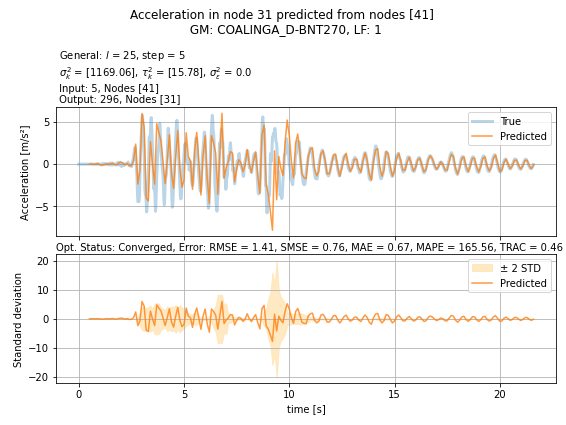 Acceleration in node 31 predicted from nodes [41]
GM: COALINGA_D-BNT270, LF: 1
General: l = 25, step = 5
σ²ₖ = [1169.06], τ²ₖ = [15.78], σ²ε = 0.0
Input: 5, Nodes [41]
Output: 296, Nodes [31]
Acceleration [m/s²]
5
0
−5
True
Predicted
Opt. Status: Converged, Error: RMSE = 1.41, SMSE = 0.76, MAE = 0.67, MAPE = 165.56, TRAC = 0.46
Standard deviation
20
10
0
−10
−20
± 2 STD
Predicted
0 5 10 15 20
time [s]